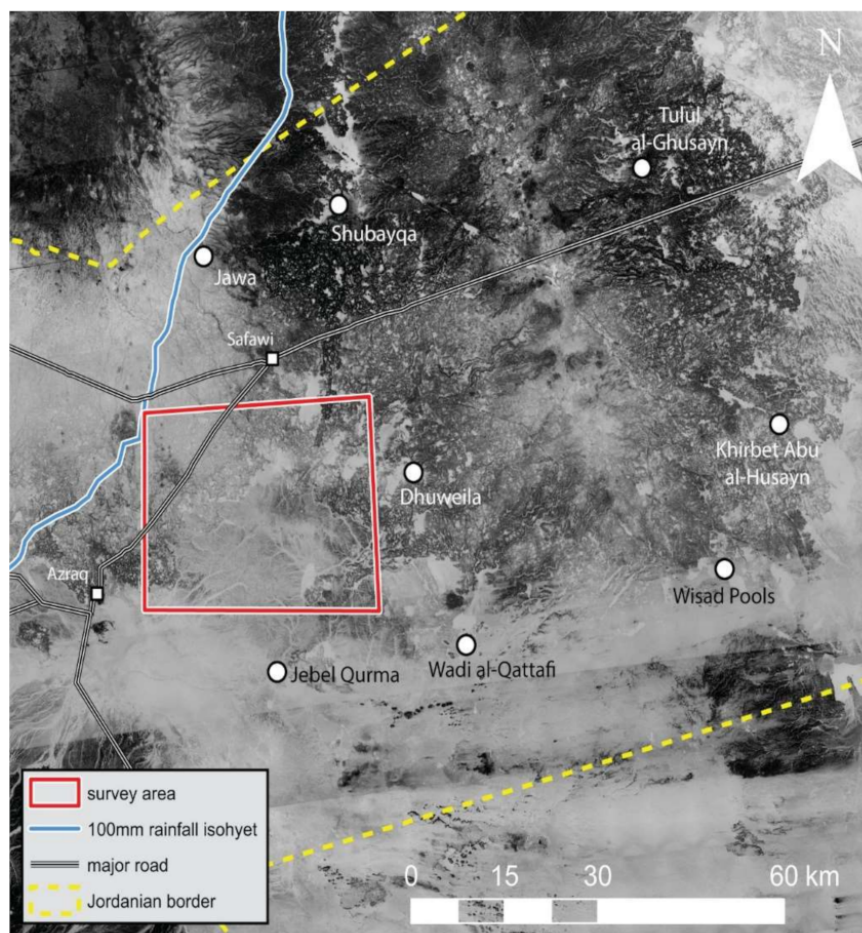 N
Tulul
al-Ghusayn
Shubayqa
Jawa
Safawi
Khirbet Abu
al-Husayn
Dhuweila
Azraq
Wisad Pools
Jebel Qurma
Wadi al-Qattafi
survey area
100mm rainfall isohyet
major road
Jordanian border
0 15 30 60 km